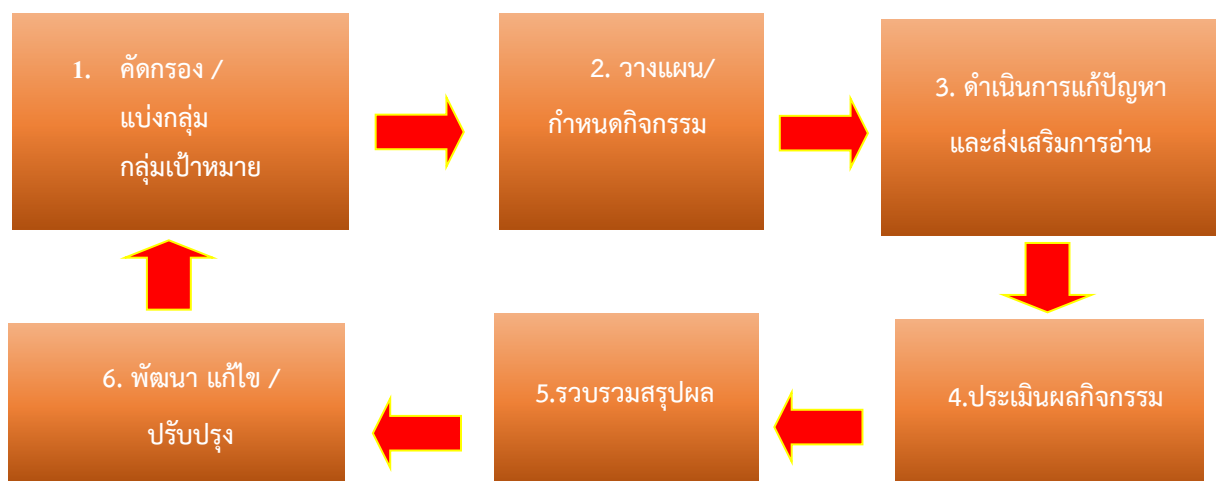 1. คัดกรอง /
แบ่งกลุ่ม
กลุ่มเป้าหมาย
2. วางแผน/
กำหนดกิจกรรม
3. ดำเนินการแก้ปัญหา
และส่งเสริมการอ่าน
4.ประเมินผลกิจกรรม
5.รวบรวมสรุปผล
6. พัฒนา แก้ไข /
ปรับปรุง